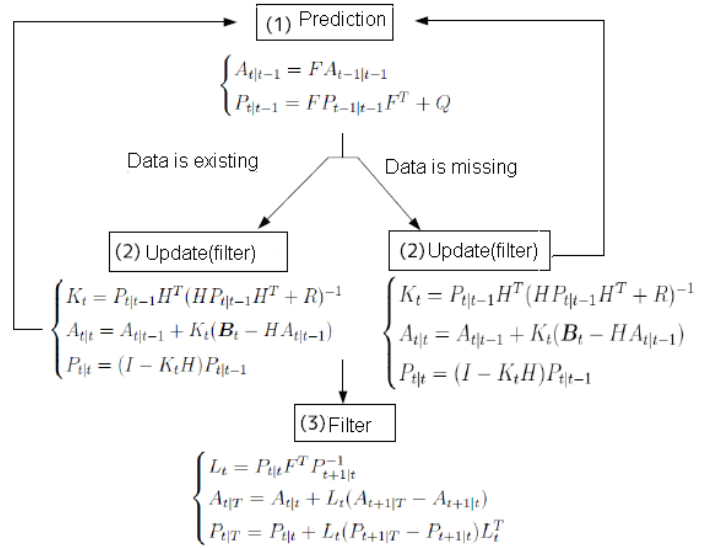 (1) Prediction
A_{t|t-1} = FA_{t-1|t-1}
P_{t|t-1} = FP_{t-1|t-1}F^T + Q
Data is existing
Data is missing
(2) Update(filter)
(2) Update(filter)
K_t = P_{t|t-1}H^T(HP_{t|t-1}H^T + R)^{-1}
A_{t|t} = A_{t|t-1} + K_t(B_t − HA_{t|t-1})
P_{t|t} = (I − K_tH)P_{t|t-1}
K_t = P_{t|t-1}H^T(HP_{t|t-1}H^T + R)^{-1}
A_{t|t} = A_{t|t-1} + K_t(B_t − HA_{t|t-1})
P_{t|t} = (I − K_tH)P_{t|t-1}
(3) Filter
L_t = P_{t|t}F^TP_{t+1|t}^{-1}
A_{t|T} = A_{t|t} + L_t(A_{t+1|T} − A_{t+1|t})
P_{t|T} = P_{t|t} + L_t(P_{t+1|T} − P_{t+1|t})L_t^T